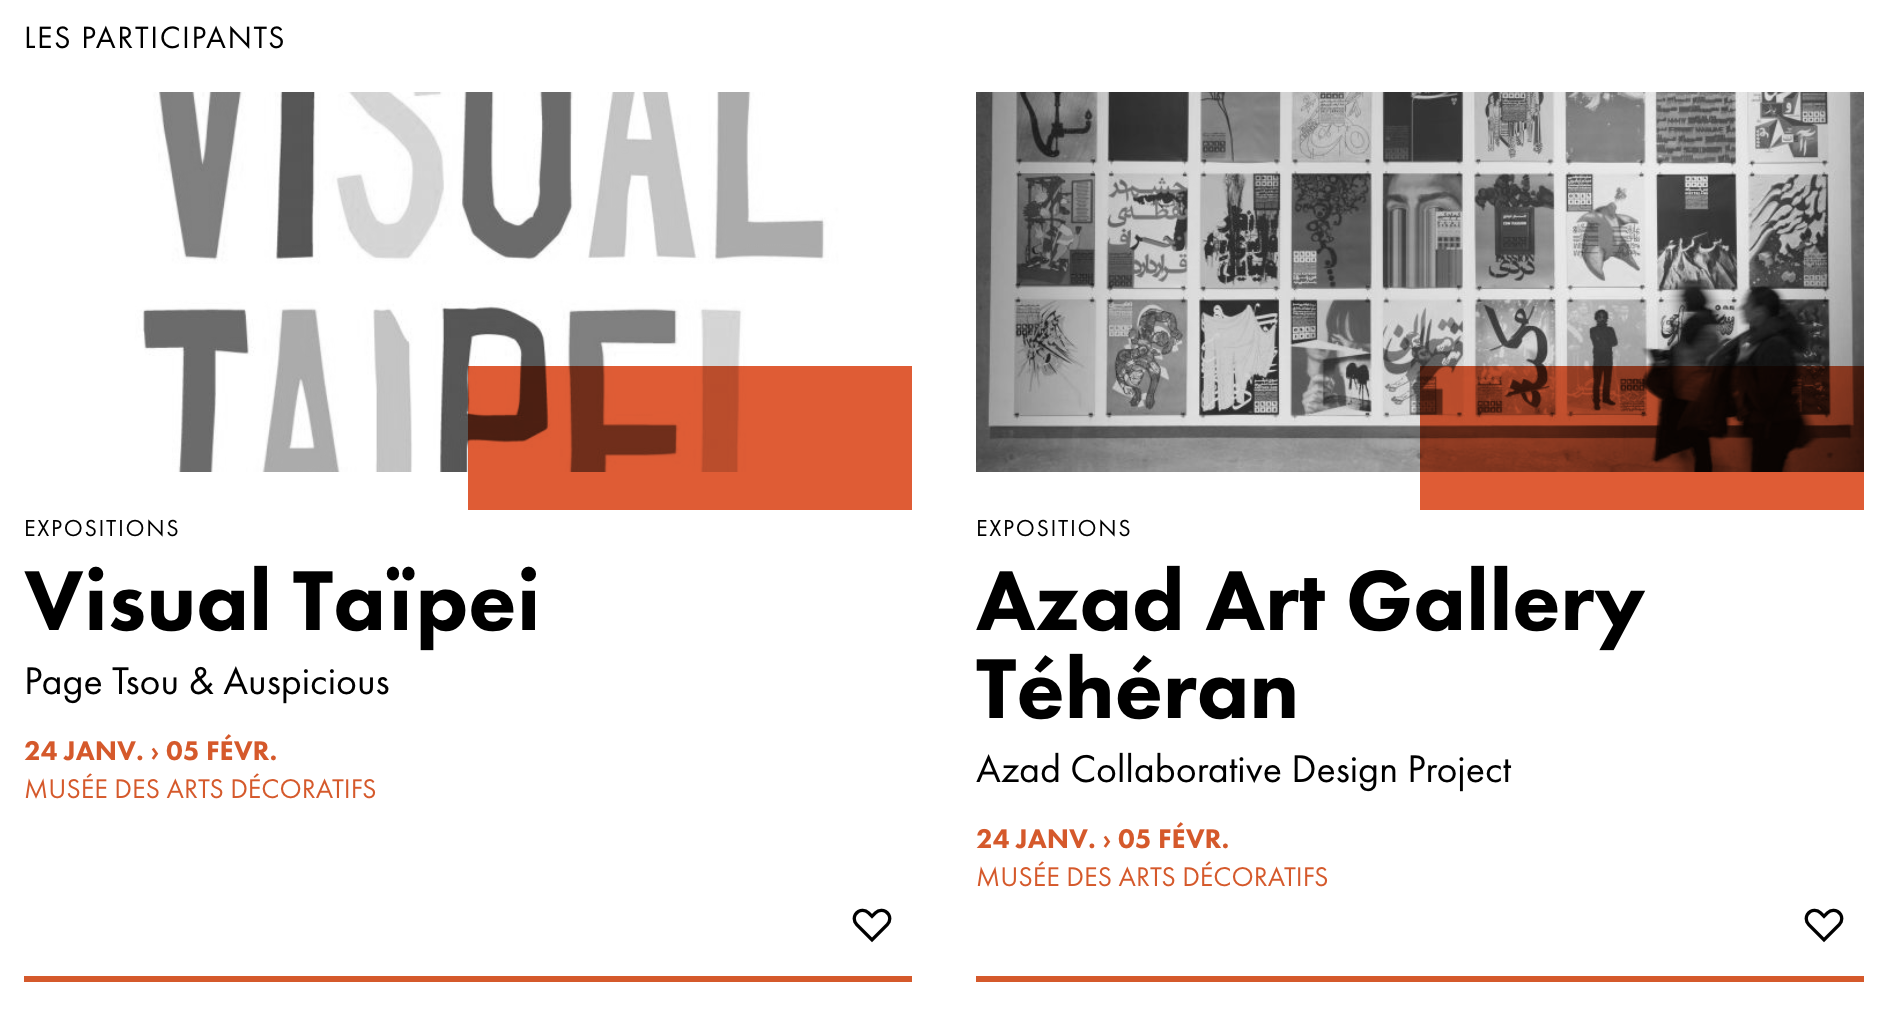 LES PARTICIPANTS
VISUAL
TAIPEI
EXPOSITIONS
Visual Taïpei
Page Tsou & Auspicious
24 JANV. › 05 FÉVR.
MUSÉE DES ARTS DÉCORATIFS
EXPOSITIONS
Azad Art Gallery
Téhéran
Azad Collaborative Design Project
24 JANV. › 05 FÉVR.
MUSÉE DES ARTS DÉCORATIFS